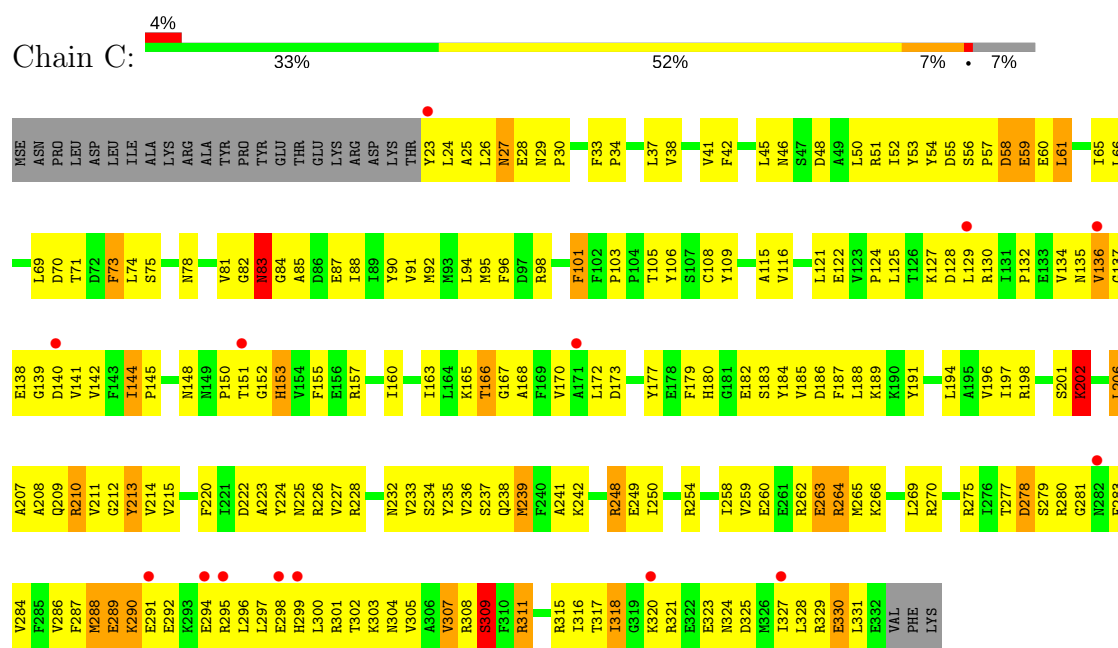 4%
Chain C:
33% 52% 7% • 7%
MSE ASN PRO LEU ASP LEU ILE ALA LYS ARG ALA TYR PRO TYR GLU THR GLU LYS ARG ASP LYS THR Y23 L24 A25 L26 N27 E28 N29 P30 F33 P34 L37 V38 V41 F42 L45 N46 S47 D48 A49 L50 R51 I52 Y53 Y54 D55 S56 P57 D58 E59 E60 L61 I65 L66
L69 D70 T71 D72 F73 L74 S75 N78 V81 G82 N83 G84 A85 D86 E87 I88 I89 Y90 V91 M92 M93 L94 M95 F96 D97 R98 F101 F102 P103 P104 T105 Y106 S107 C108 Y109 A115 V116 L121 E122 V123 P124 L125 T126 K127 D128 L129 R130 I131 P132 E133 V134 N135 V136 G137
E138 G139 D140 V141 V142 F143 I144 P145 N148 N149 P150 T151 G152 H153 V154 F155 E156 R157 I160 I163 L164 K165 T166 G167 A168 F169 V170 A171 L172 D173 Y177 E178 F179 H180 G181 E182 S183 Y184 V185 D186 F187 L188 K189 K190 Y191 L194 A195 V196 I197 R198 S201 K202 L206
A207 A208 Q209 R210 V211 G212 Y213 V214 V215 F220 I221 D222 A223 Y224 N225 R226 V227 R228 N232 V233 S234 Y235 V236 S237 Q238 M239 F240 A241 K242 R248 E249 I250 R254 I258 V259 E260 E261 R262 E263 R264 M265 K266 L269 R270 R275 I276 T277 D278 S279 R280 G281 N282 F283
V284 F285 V286 F287 M288 E289 K290 E291 E292 K293 E294 R295 L296 L297 E298 H299 L300 R301 T302 K303 N304 V305 A306 V307 R308 S309 F310 R311 R315 I316 T317 I318 G319 K320 R321 E322 E323 N324 D325 M326 I327 L328 R329 E330 L331 E332 VAL PHE LYS